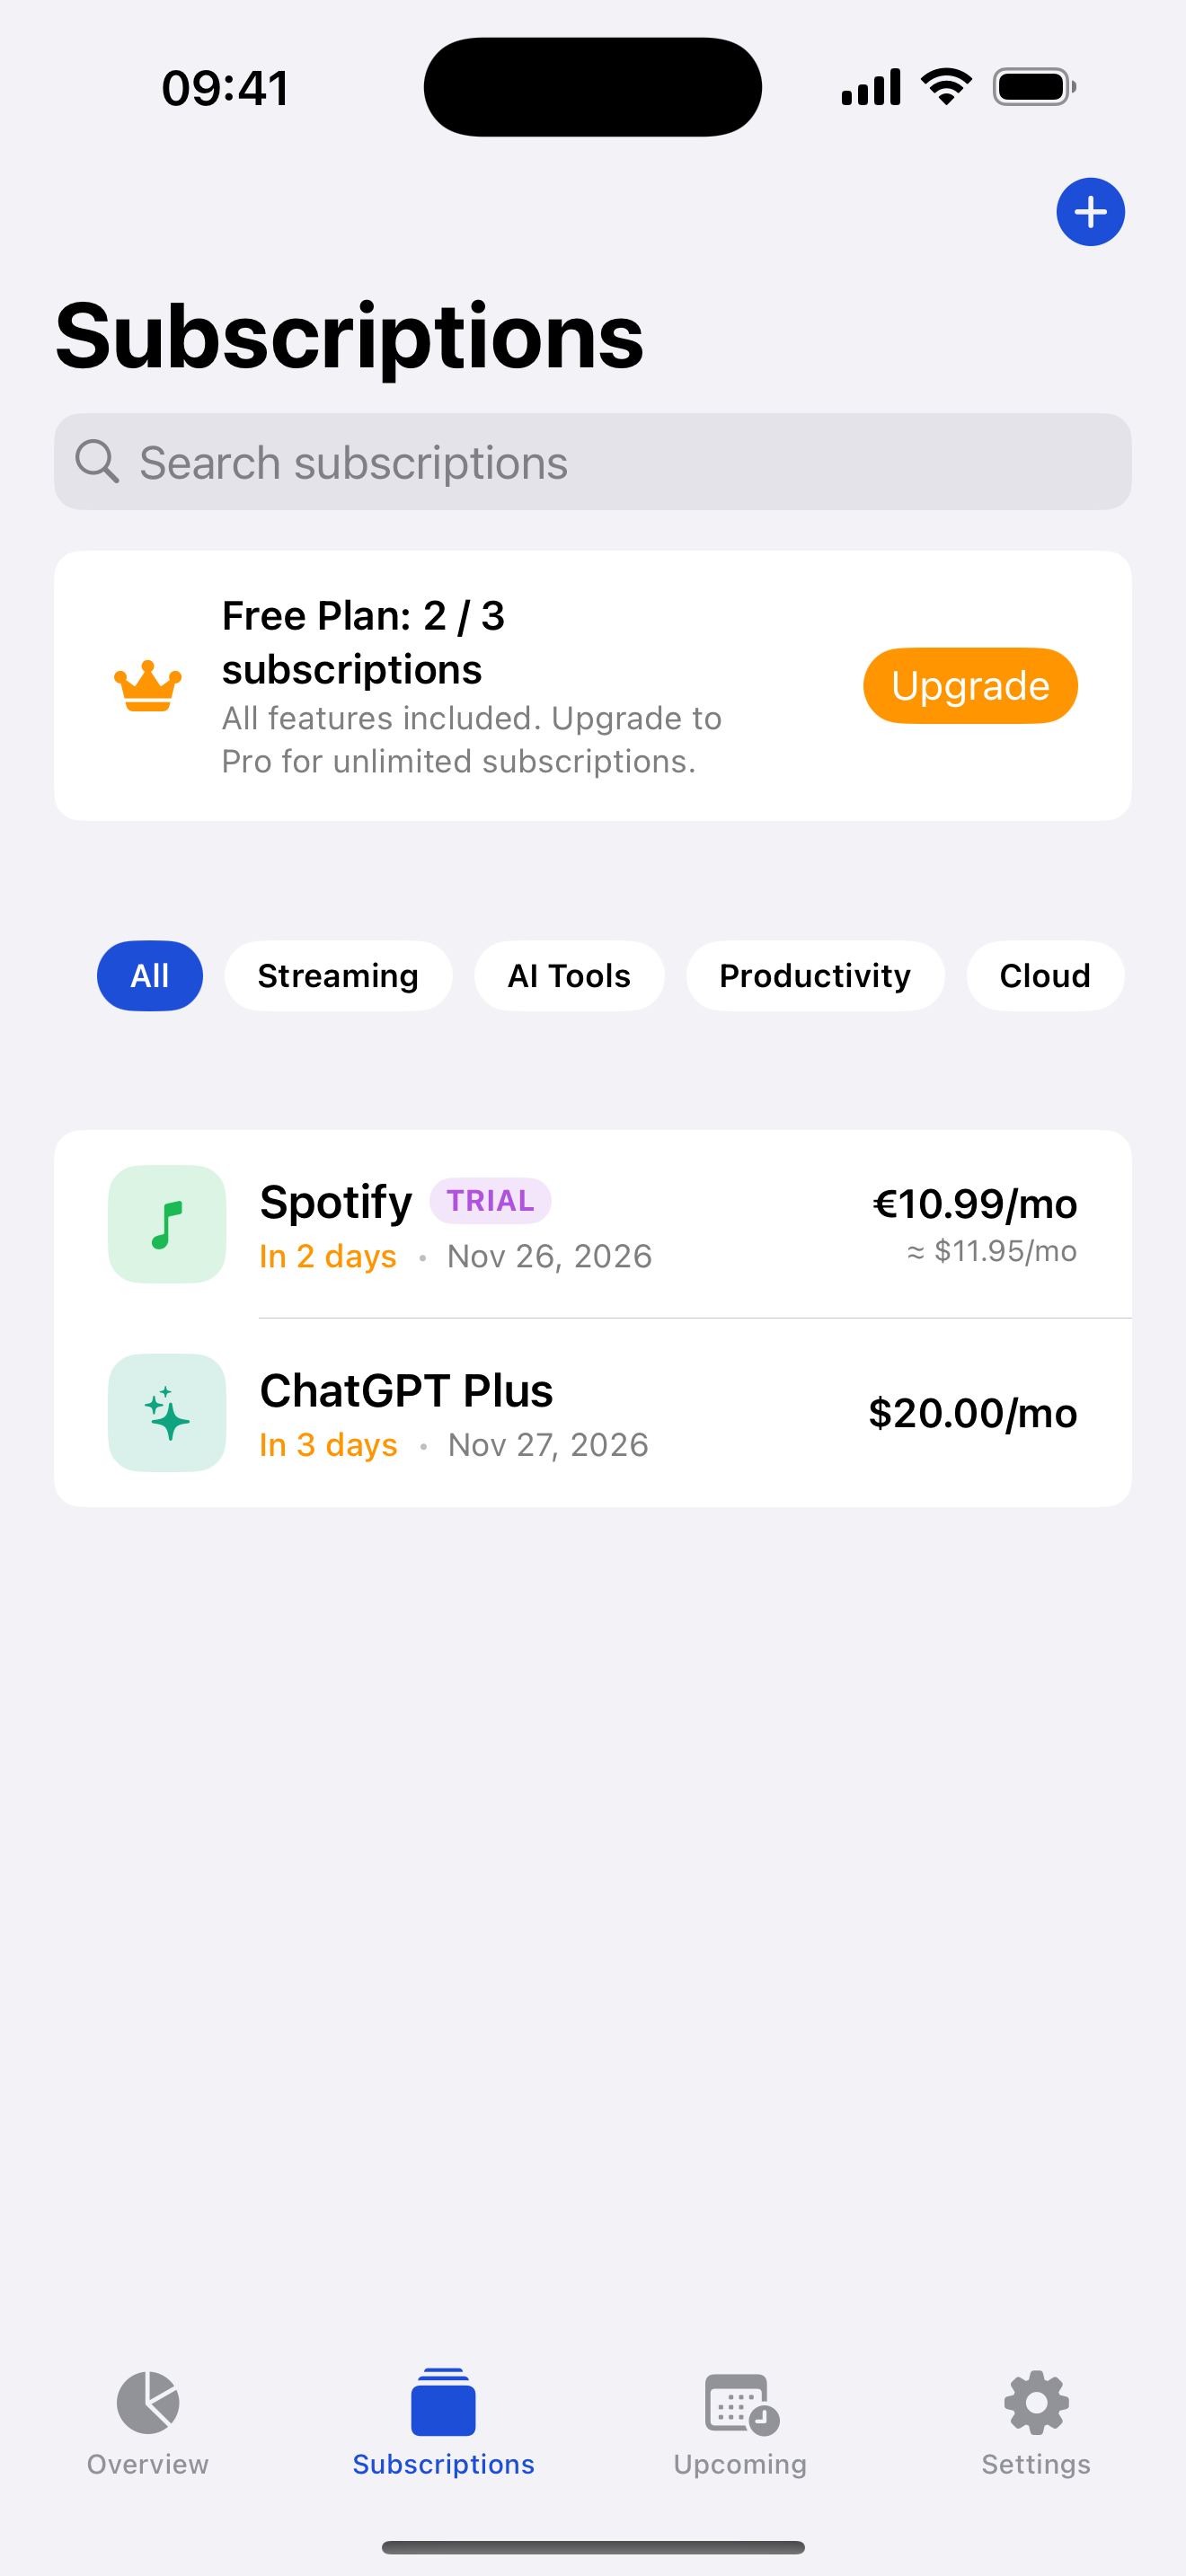 09:41
Subscriptions
Search subscriptions
Free Plan: 2 / 3
subscriptions
All features included. Upgrade to
Pro for unlimited subscriptions.
Upgrade
All
Streaming
AI Tools
Productivity
Cloud
Spotify TRIAL
€10.99/mo
In 2 days • Nov 26, 2026
≈ $11.95/mo
ChatGPT Plus
$20.00/mo
In 3 days • Nov 27, 2026
Overview
Subscriptions
Upcoming
Settings